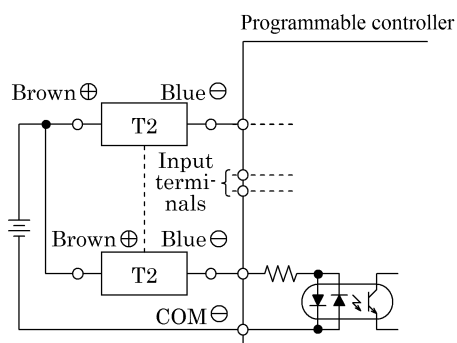 Programmable controller
Brown ⊕ Blue ⊖
T2
Input
termi-
nals
Brown ⊕ Blue ⊖
T2
COM ⊖